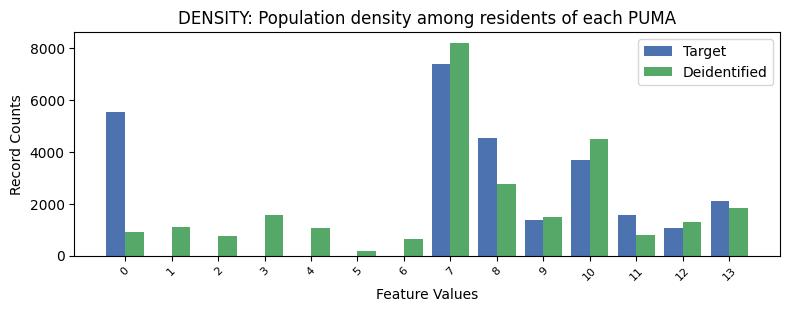 DENSITY: Population density among residents of each PUMA
8000
6000
4000
2000
0
Record Counts
Target
Deidentified
0 1 2 3 4 5 6 7 8 9 10 11 12 13
Feature Values